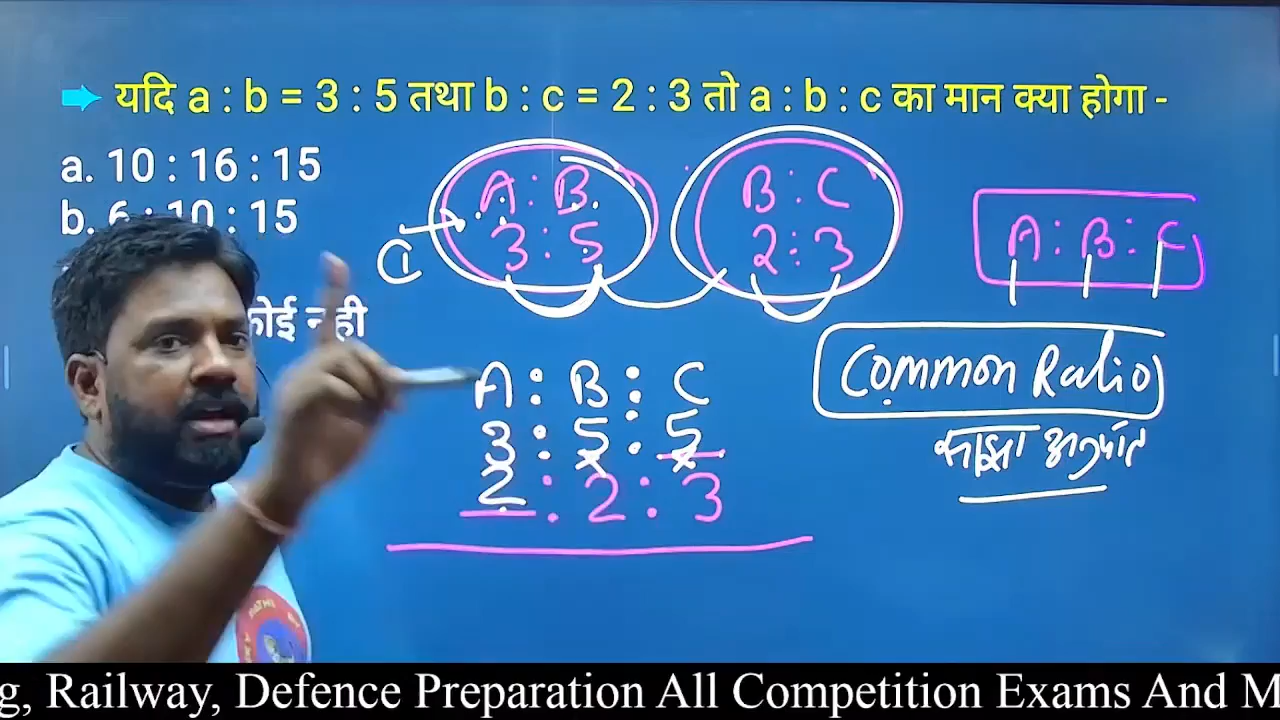 यदि a : b = 3 : 5 तथा b : c = 2 : 3 तो a : b : c का मान क्या होगा -
a. 10 : 16 : 15
b. 6 : 10 : 15
कोई नही
A : B
3 : 5
B : C
2 : 3
A : B : C
A : B : C
3 : 5 : 5
2 : 2 : 3
Common Ratio
g, Railway, Defence Preparation All Competition Exams And M